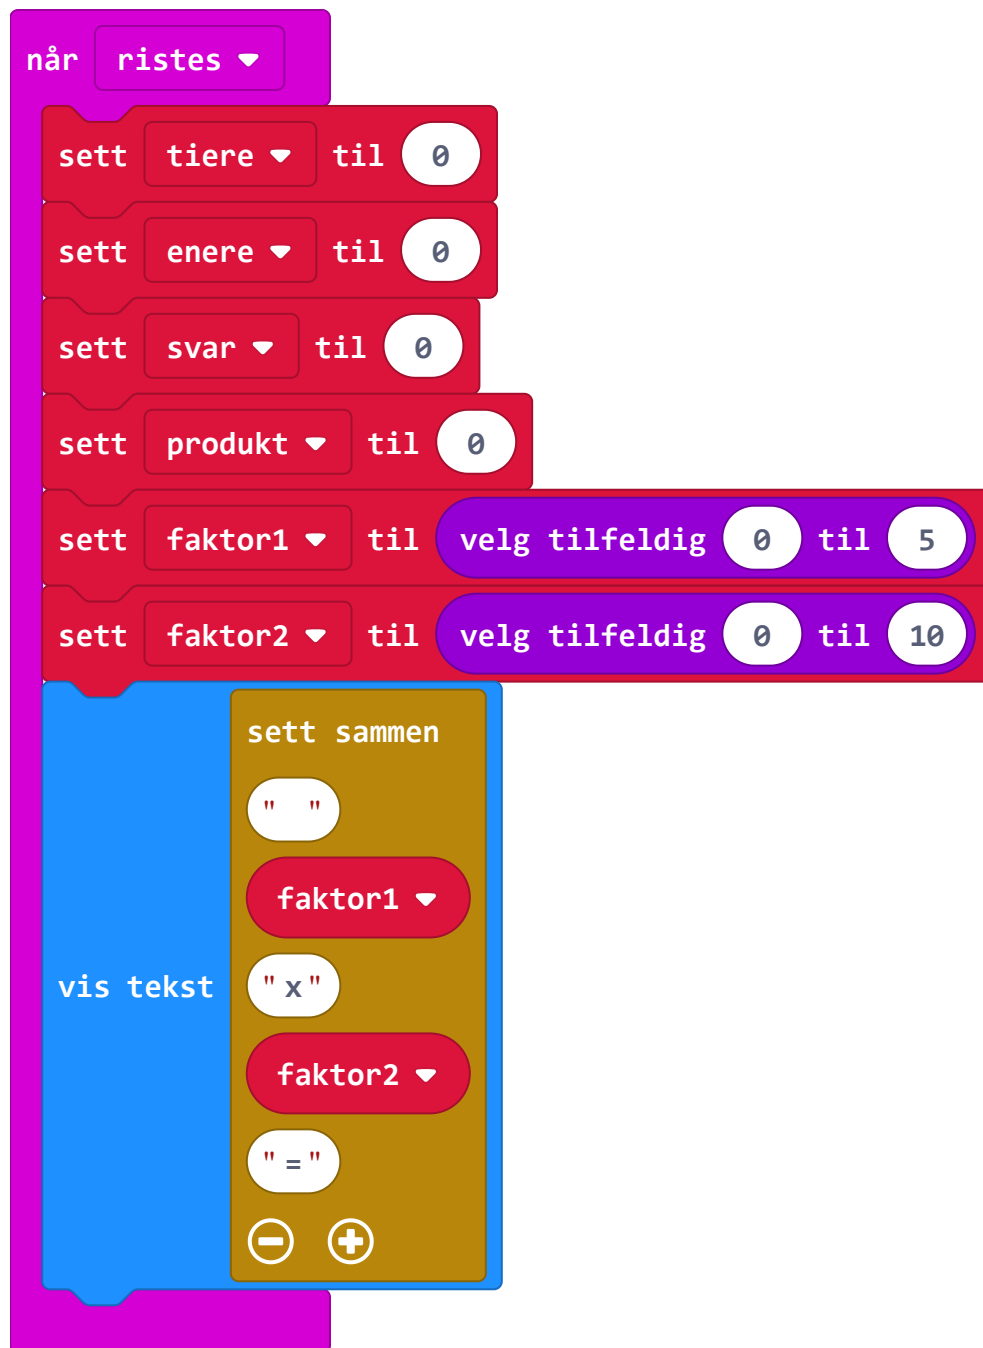 når ristes
sett tiere til 0
sett enere til 0
sett svar til 0
sett produkt til 0
sett faktor1 til velg tilfeldig 0 til 5
sett faktor2 til velg tilfeldig 0 til 10
sett sammen
" "
faktor1
vis tekst "x"
faktor2
"="